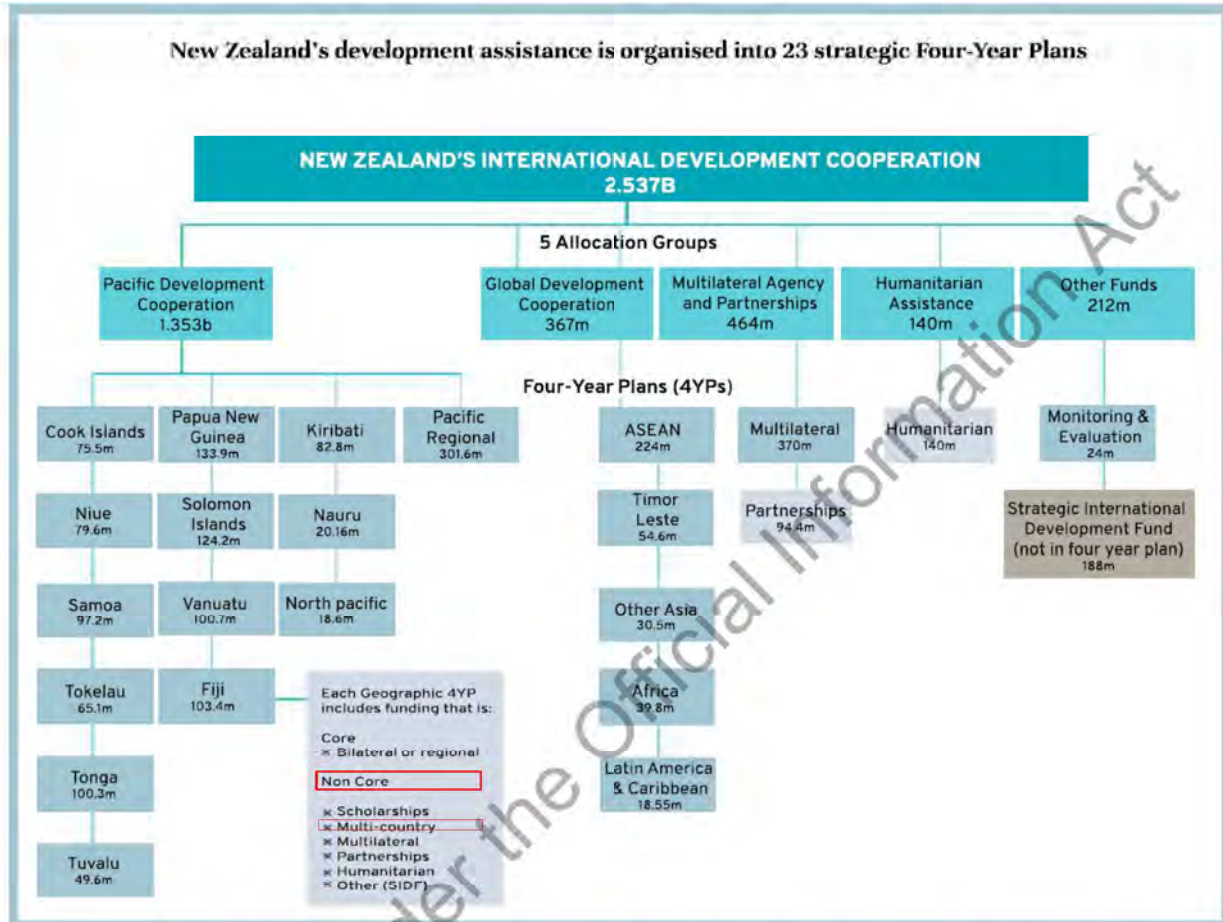 New Zealand's development assistance is organised into 23 strategic Four-Year Plans
NEW ZEALAND'S INTERNATIONAL DEVELOPMENT COOPERATION
2.537B
5 Allocation Groups
Pacific Development
Cooperation
1.353b
Global Development
Cooperation
367m
Multilateral Agency
and Partnerships
464m
Humanitarian
Assistance
140m
Other Funds
212m
Four-Year Plans (4YPs)
Cook Islands
75.5m
Niue
79.6m
Samoa
97.2m
Tokelau
65.1m
Tonga
100.3m
Tuvalu
49.6m
Papua New
Guinea
133.9m
Solomon
Islands
124.2m
Vanuatu
100.7m
Fiji
103.4m
Kiribati
82.8m
Nauru
20.16m
North pacific
18.6m
Pacific
Regional
301.6m
Each Geographic 4YP
includes funding that is:
Core
× Bilateral or regional
Non Core
× Scholarships
× Multi-country
× Multilateral
× Partnerships
× Humanitarian
× Other (SIDF)
ASEAN
224m
Timor
Leste
54.6m
Other Asia
30.5m
Africa
39.8m
Latin America
& Caribbean
18.55m
Multilateral
370m
Partnerships
94.4m
Humanitarian
140m
Monitoring &
Evaluation
24m
Strategic International
Development Fund
(not in four year plan)
188m
der the Official Information Act